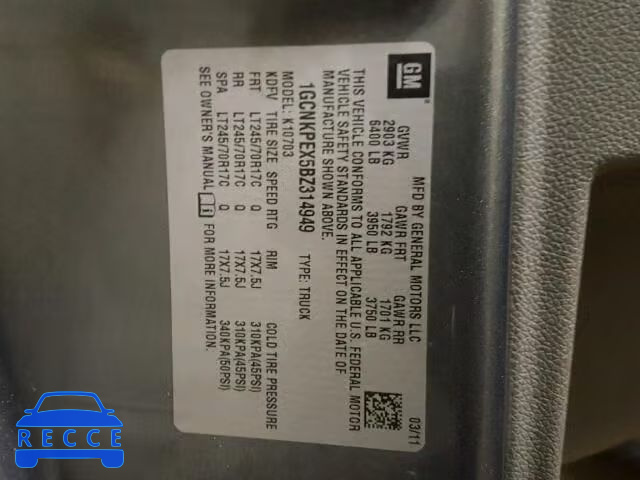 GM
®
MFD BY GENERAL MOTORS LLC
03/11
GVWR
GAWR FRT
GAWR RR
2903 KG
1792 KG
1701 KG
6400 LB
3950 LB
3750 LB
THIS VEHICLE CONFORMS TO ALL APPLICABLE U.S. FEDERAL MOTOR
VEHICLE SAFETY STANDARDS IN EFFECT ON THE DATE OF
MANUFACTURE SHOWN ABOVE.
1GCNKPEX5BZ314949
TYPE: TRUCK
MODEL: K10703
KDFV TIRE SIZE SPEED RTG RIM COLD TIRE PRESSURE
FRT LT245/70R17C Q 17X7.5J 310KPA(45PSI)
RR LT245/70R17C Q 17X7.5J 310KPA(45PSI)
SPA LT245/70R17C Q 17X7.5J 340KPA(50PSI)
SEE OWNER'S MANUAL FOR MORE INFORMATION.
RECCE